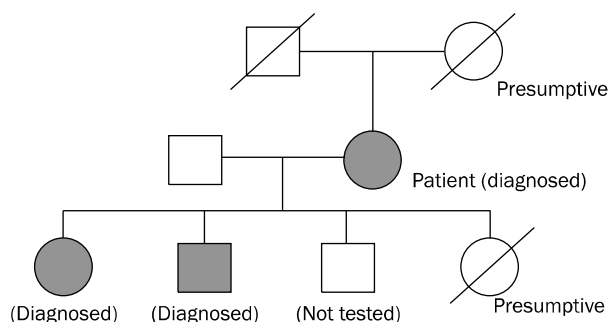 Presumptive
Patient (diagnosed)
(Diagnosed) (Diagnosed) (Not tested) Presumptive